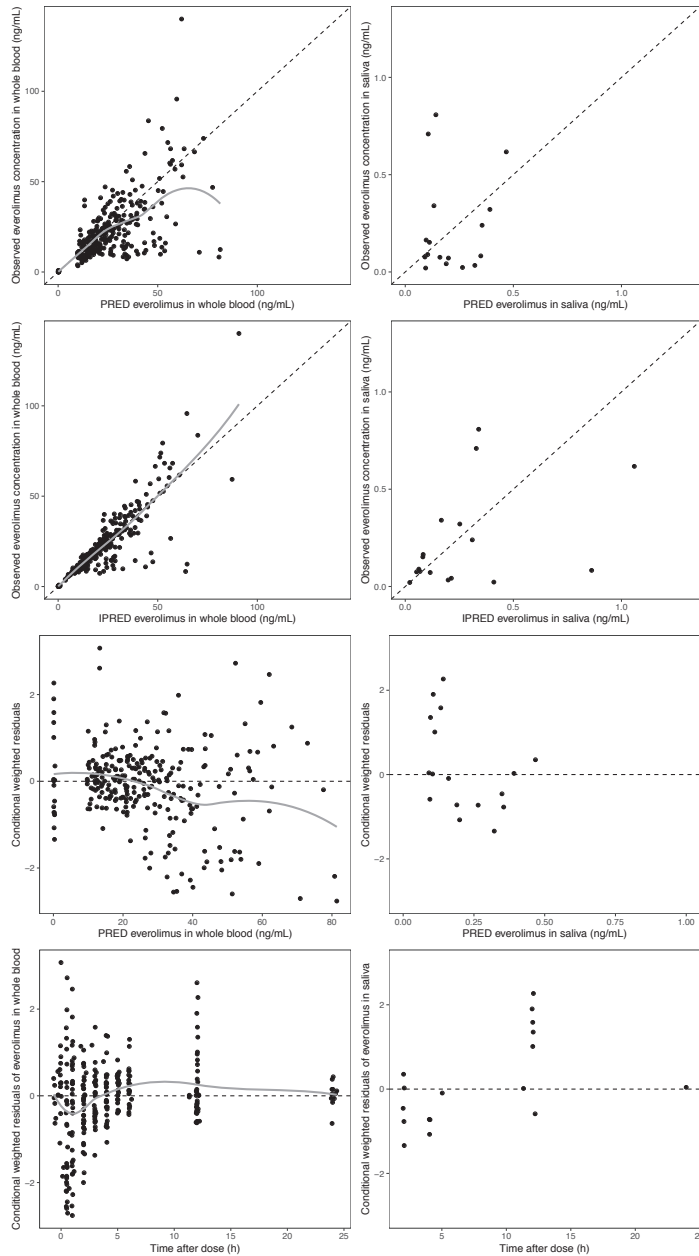 Observed everolimus concentration in whole blood (ng/mL)
100
50
0
0 50 100
PRED everolimus in whole blood (ng/mL)
Observed everolimus concentration in saliva (ng/mL)
1.0
0.5
0.0
0.0 0.5 1.0
PRED everolimus in saliva (ng/mL)
Observed everolimus concentration in whole blood (ng/mL)
100
50
0
0 50 100
IPRED everolimus in whole blood (ng/mL)
Observed everolimus concentration in saliva (ng/mL)
1.0
0.5
0.0
0.0 0.5 1.0
IPRED everolimus in saliva (ng/mL)
Conditional weighted residuals
2
0
−2
0 20 40 60 80
PRED everolimus in whole blood (ng/mL)
Conditional weighted residuals
2
0
−2
0.00 0.25 0.50 0.75 1.00
PRED everolimus in saliva (ng/mL)
Conditional weighted residuals of everolimus in whole blood
2
0
−2
0 5 10 15 20 25
Time after dose (h)
Conditional weighted residuals of everolimus in saliva
2
0
−2
5 10 15 20 25
Time after dose (h)